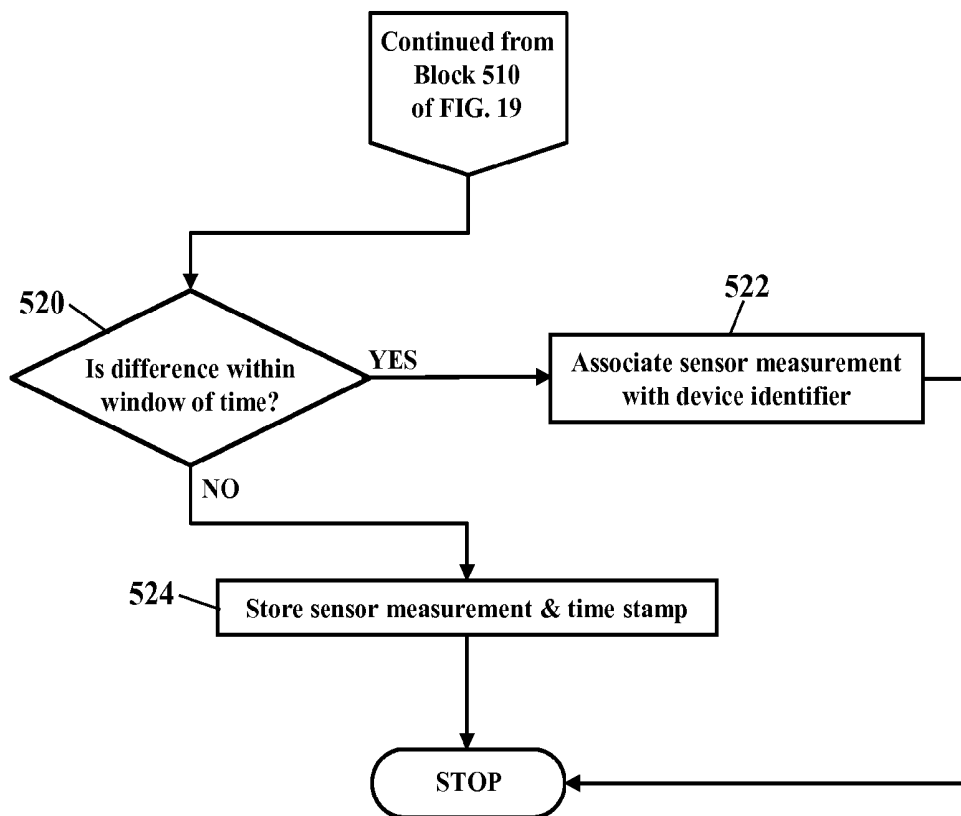 Continued from
Block 510
of FIG. 19
520
Is difference within
window of time?
YES
522
Associate sensor measurement
with device identifier
NO
524
Store sensor measurement & time stamp
STOP